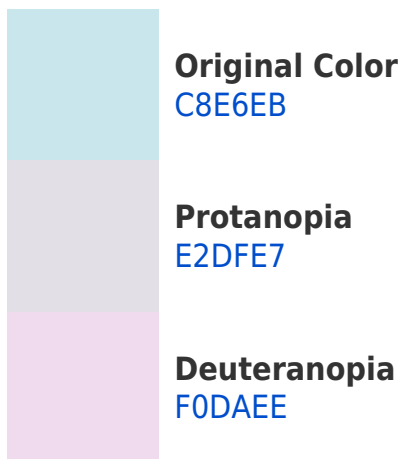 Original Color
C8E6EB
Protanopia
E2DFE7
Deuteranopia
F0DAEE